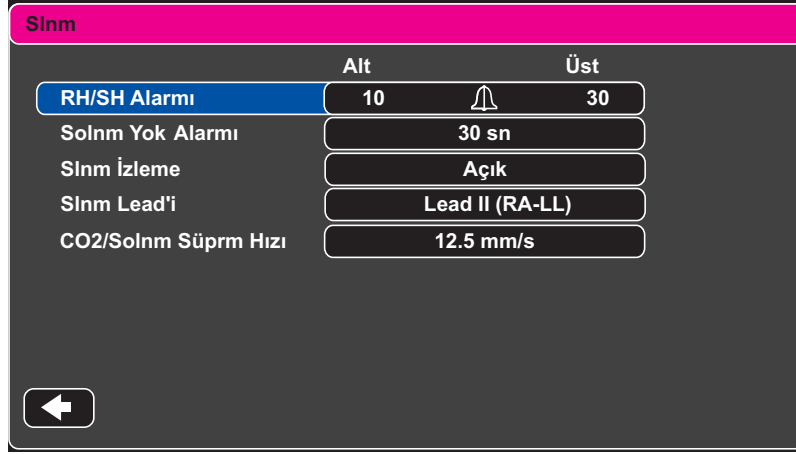 Slnm
Alt Üst
RH/SH Alarmı 10 30
Solnm Yok Alarmı 30 sn
Slnm İzleme Açık
Slnm Lead'i Lead II (RA-LL)
CO2/Solnm Süprm Hızı 12.5 mm/s